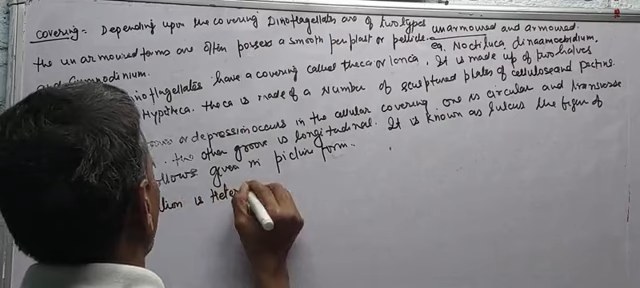 covering:- Depending upon the covering Dinoflagellates are of two types unarmoured and armoured.
the unarmoured forms are often possess a smooth periplast or pellicle. eg. Noctiluca, dinamoebidium,
Gymnodinium.
inoflagellates have a covering called theca or lorica. It is made up of two halves
Hypotheca. theca is made of a number of sculptured plates of cellulose and pectins.
or depression occurs in the cellular covering. one is circular and transverse
the other groove is longitudinal. It is known as sulcus the figur of
follows given in picture form.
tion is Hete